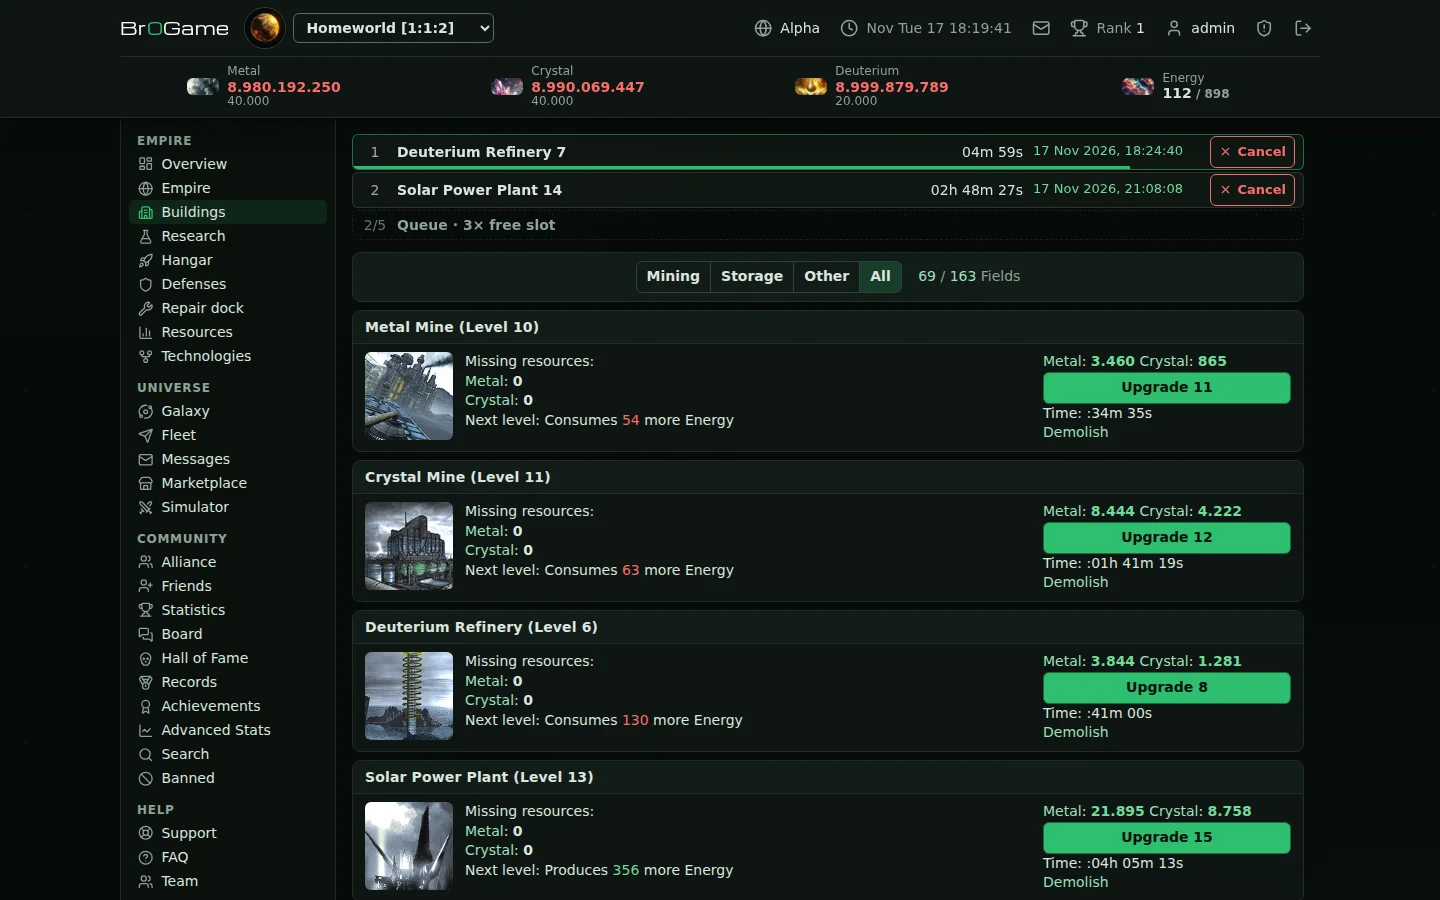 BrOGame
Homeworld [1:1:2]
Alpha
Nov Tue 17 18:19:41
Rank 1
admin
Metal
8.980.192.250
40.000
Crystal
8.990.069.447
40.000
Deuterium
8.999.879.789
20.000
Energy
112 / 898
EMPIRE
Overview
Empire
Buildings
Research
Hangar
Defenses
Repair dock
Resources
Technologies
UNIVERSE
Galaxy
Fleet
Messages
Marketplace
Simulator
COMMUNITY
Alliance
Friends
Statistics
Board
Hall of Fame
Records
Achievements
Advanced Stats
Search
Banned
HELP
Support
FAQ
Team
1 Deuterium Refinery 7 04m 59s 17 Nov 2026, 18:24:40 × Cancel
2 Solar Power Plant 14 02h 48m 27s 17 Nov 2026, 21:08:08 × Cancel
2/5 Queue · 3× free slot
Mining Storage Other All 69 / 163 Fields
Metal Mine (Level 10)
Missing resources:
Metal: 0
Crystal: 0
Next level: Consumes 54 more Energy
Metal: 3.460 Crystal: 865
Upgrade 11
Time: :34m 35s
Demolish
Crystal Mine (Level 11)
Missing resources:
Metal: 0
Crystal: 0
Next level: Consumes 63 more Energy
Metal: 8.444 Crystal: 4.222
Upgrade 12
Time: :01h 41m 19s
Demolish
Deuterium Refinery (Level 6)
Missing resources:
Metal: 0
Crystal: 0
Next level: Consumes 130 more Energy
Metal: 3.844 Crystal: 1.281
Upgrade 8
Time: :41m 00s
Demolish
Solar Power Plant (Level 13)
Missing resources:
Metal: 0
Crystal: 0
Next level: Produces 356 more Energy
Metal: 21.895 Crystal: 8.758
Upgrade 15
Time: :04h 05m 13s
Demolish